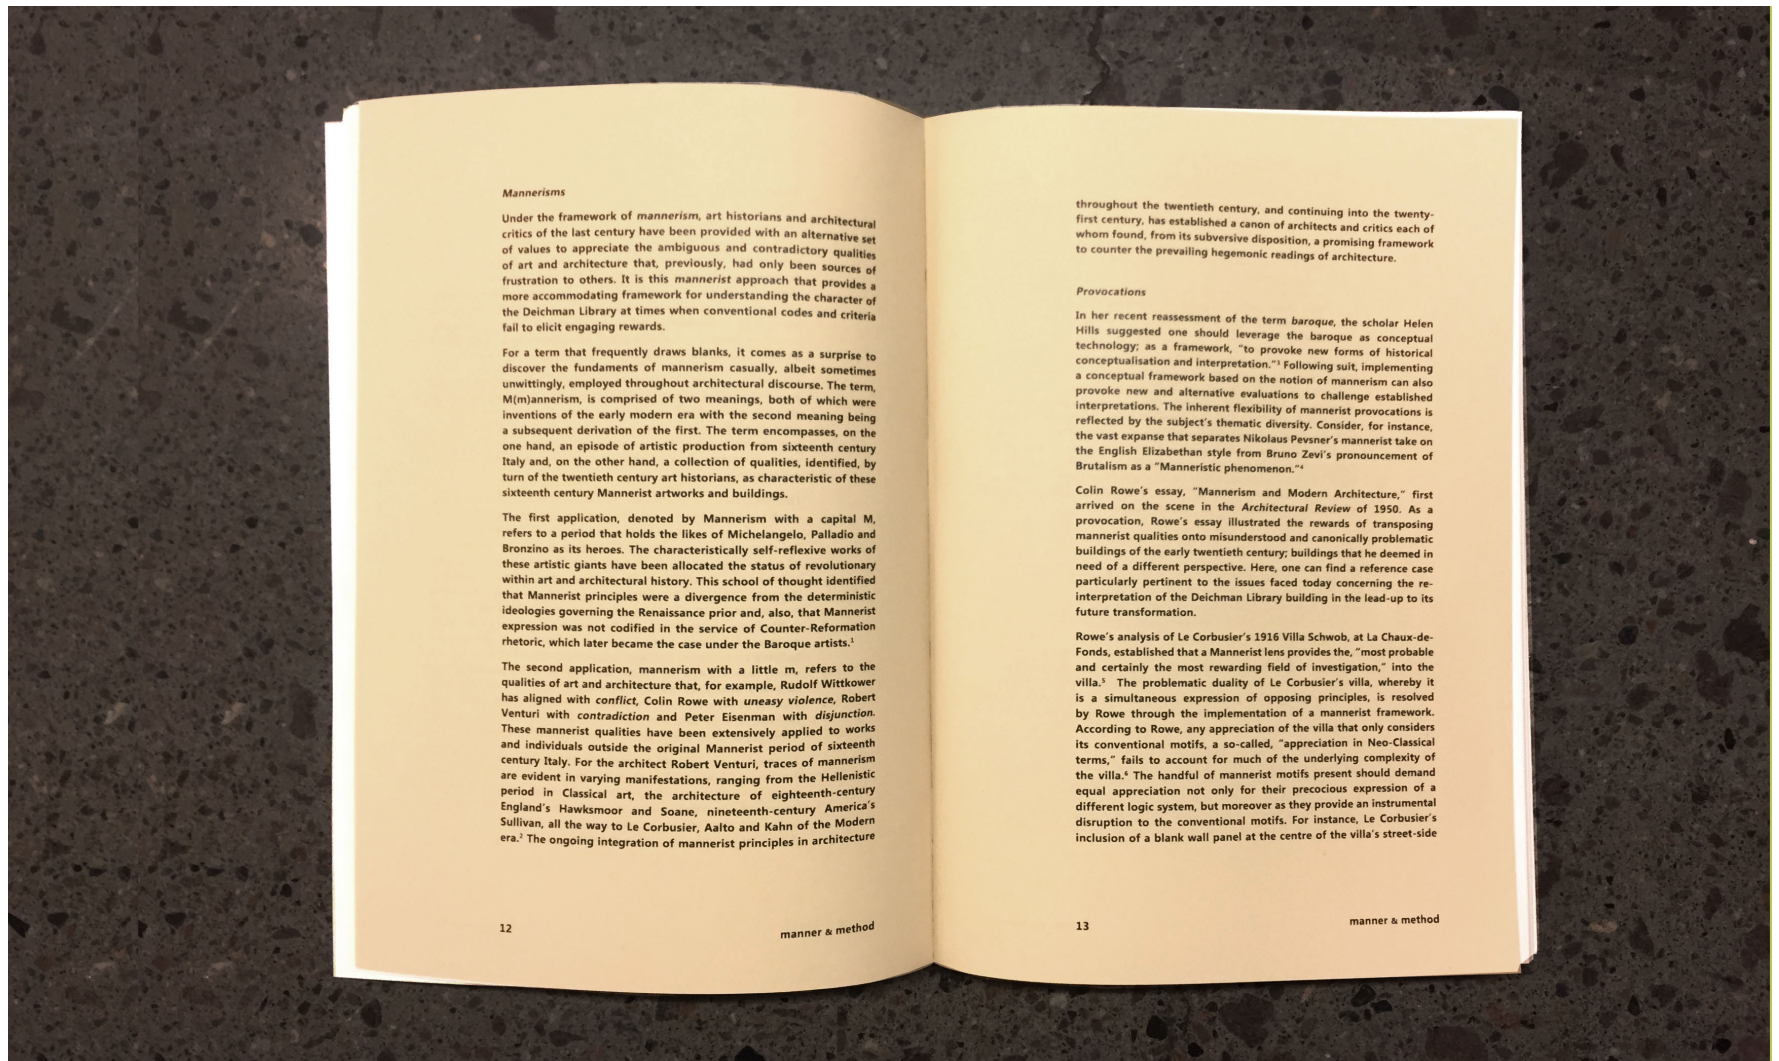 Mannerisms
Under the framework of mannerism, art historians and architectural
critics of the last century have been provided with an alternative set
of values to appreciate the ambiguous and contradictory qualities
of art and architecture that, previously, had only been sources of
frustration to others. It is this mannerist approach that provides a
more accommodating framework for understanding the character of
the Deichman Library at times when conventional codes and criteria
fail to elicit engaging rewards.
For a term that frequently draws blanks, it comes as a surprise to
discover the fundaments of mannerism casually, albeit sometimes
unwittingly, employed throughout architectural discourse. The term,
M(m)annerism, is comprised of two meanings, both of which were
inventions of the early modern era with the second meaning being
a subsequent derivation of the first. The term encompasses, on the
one hand, an episode of artistic production from sixteenth century
Italy and, on the other hand, a collection of qualities, identified, by
turn of the twentieth century art historians, as characteristic of these
sixteenth century Mannerist artworks and buildings.
The first application, denoted by Mannerism with a capital M,
refers to a period that holds the likes of Michelangelo, Palladio and
Bronzino as its heroes. The characteristically self-reflexive works of
these artistic giants have been allocated the status of revolutionary
within art and architectural history. This school of thought identified
that Mannerist principles were a divergence from the deterministic
ideologies governing the Renaissance prior and, also, that Mannerist
expression was not codified in the service of Counter-Reformation
rhetoric, which later became the case under the Baroque artists.¹
The second application, mannerism with a little m, refers to the
qualities of art and architecture that, for example, Rudolf Wittkower
has aligned with conflict, Colin Rowe with uneasy violence, Robert
Venturi with contradiction and Peter Eisenman with disjunction.
These mannerist qualities have been extensively applied to works
and individuals outside the original Mannerist period of sixteenth
century Italy. For the architect Robert Venturi, traces of mannerism
are evident in varying manifestations, ranging from the Hellenistic
period in Classical art, the architecture of eighteenth-century
England's Hawksmoor and Soane, nineteenth-century America's
Sullivan, all the way to Le Corbusier, Aalto and Kahn of the Modern
era.² The ongoing integration of mannerist principles in architecture
12
manner & method
throughout the twentieth century, and continuing into the twenty-
first century, has established a canon of architects and critics each of
whom found, from its subversive disposition, a promising framework
to counter the prevailing hegemonic readings of architecture.
Provocations
In her recent reassessment of the term baroque, the scholar Helen
Hills suggested one should leverage the baroque as conceptual
technology; as a framework, "to provoke new forms of historical
conceptualisation and interpretation."³ Following suit, implementing
a conceptual framework based on the notion of mannerism can also
provoke new and alternative evaluations to challenge established
interpretations. The inherent flexibility of mannerist provocations is
reflected by the subject's thematic diversity. Consider, for instance,
the vast expanse that separates Nikolaus Pevsner's mannerist take on
the English Elizabethan style from Bruno Zevi's pronouncement of
Brutalism as a "Manneristic phenomenon."⁴
Colin Rowe's essay, "Mannerism and Modern Architecture," first
arrived on the scene in the Architectural Review of 1950. As a
provocation, Rowe's essay illustrated the rewards of transposing
mannerist qualities onto misunderstood and canonically problematic
buildings of the early twentieth century; buildings that he deemed in
need of a different perspective. Here, one can find a reference case
particularly pertinent to the issues faced today concerning the re-
interpretation of the Deichman Library building in the lead-up to its
future transformation.
Rowe's analysis of Le Corbusier's 1916 Villa Schwob, at La Chaux-de-
Fonds, established that a Mannerist lens provides the, "most probable
and certainly the most rewarding field of investigation," into the
villa.⁵ The problematic duality of Le Corbusier's villa, whereby it
is a simultaneous expression of opposing principles, is resolved
by Rowe through the implementation of a mannerist framework.
According to Rowe, any appreciation of the villa that only considers
its conventional motifs, a so-called, "appreciation in Neo-Classical
terms," fails to account for much of the underlying complexity of
the villa.⁶ The handful of mannerist motifs present should demand
equal appreciation not only for their precocious expression of a
different logic system, but moreover as they provide an instrumental
disruption to the conventional motifs. For instance, Le Corbusier's
inclusion of a blank wall panel at the centre of the villa's street-side
13
manner & method